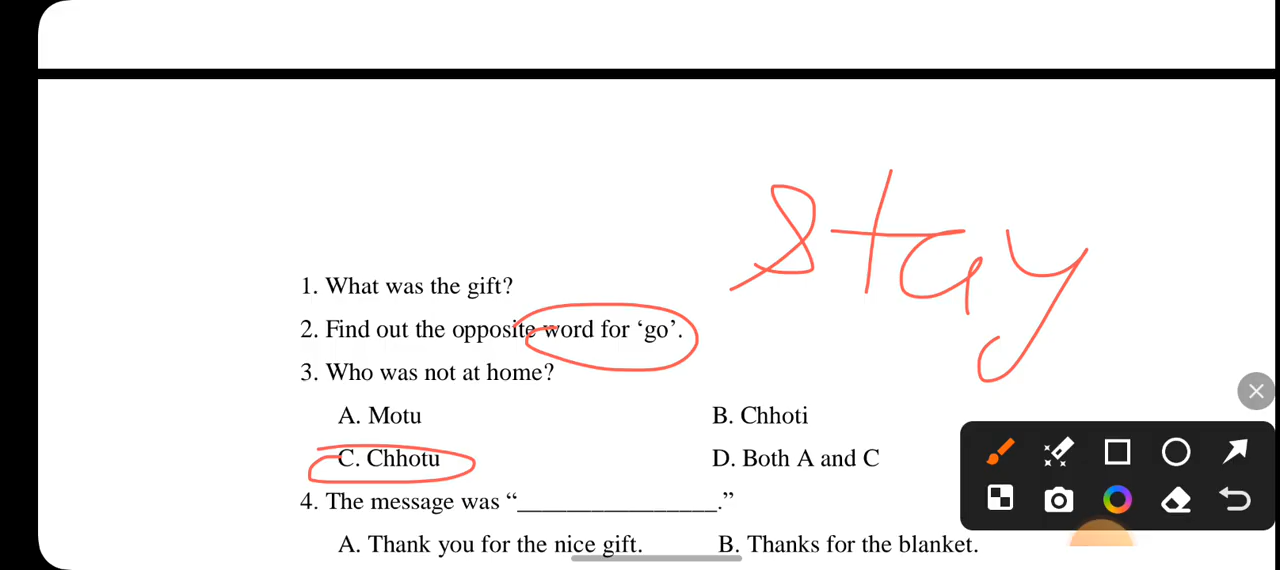 stay
1. What was the gift?
2. Find out the opposite word for ‘go’.
3. Who was not at home?
A. Motu B. Chhoti
C. Chhotu D. Both A and C
4. The message was “________________.”
A. Thank you for the nice gift. B. Thanks for the blanket.